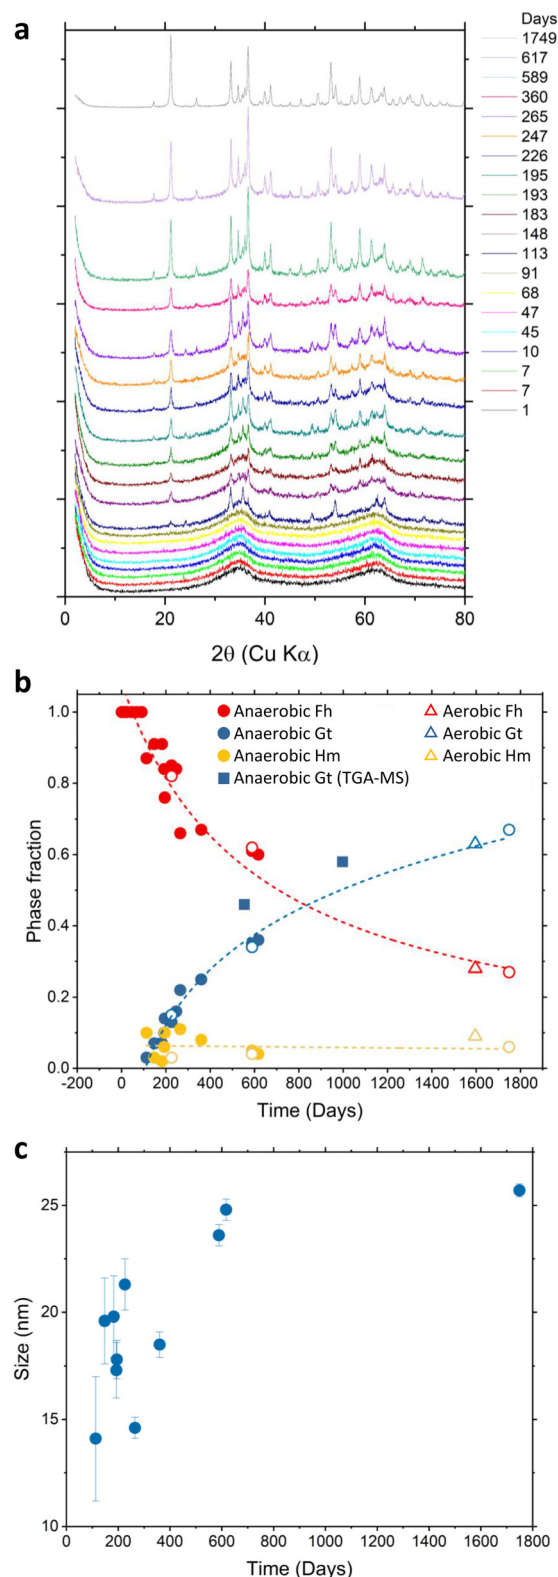 a
Days
1749
617
589
360
265
247
226
195
193
183
148
113
91
68
47
45
10
7
7
1
0 20 40 60 80
2θ (Cu Kα)
b
Anaerobic Fh Aerobic Fh
Anaerobic Gt Aerobic Gt
Anaerobic Hm Aerobic Hm
Anaerobic Gt (TGA-MS)
Phase fraction
1.0
0.8
0.6
0.4
0.2
0.0
-200 0 200 400 600 800 1000 1200 1400 1600 1800
Time (Days)
c
Size (nm)
25
20
15
10
0 200 400 600 800 1000 1200 1400 1600 1800
Time (Days)